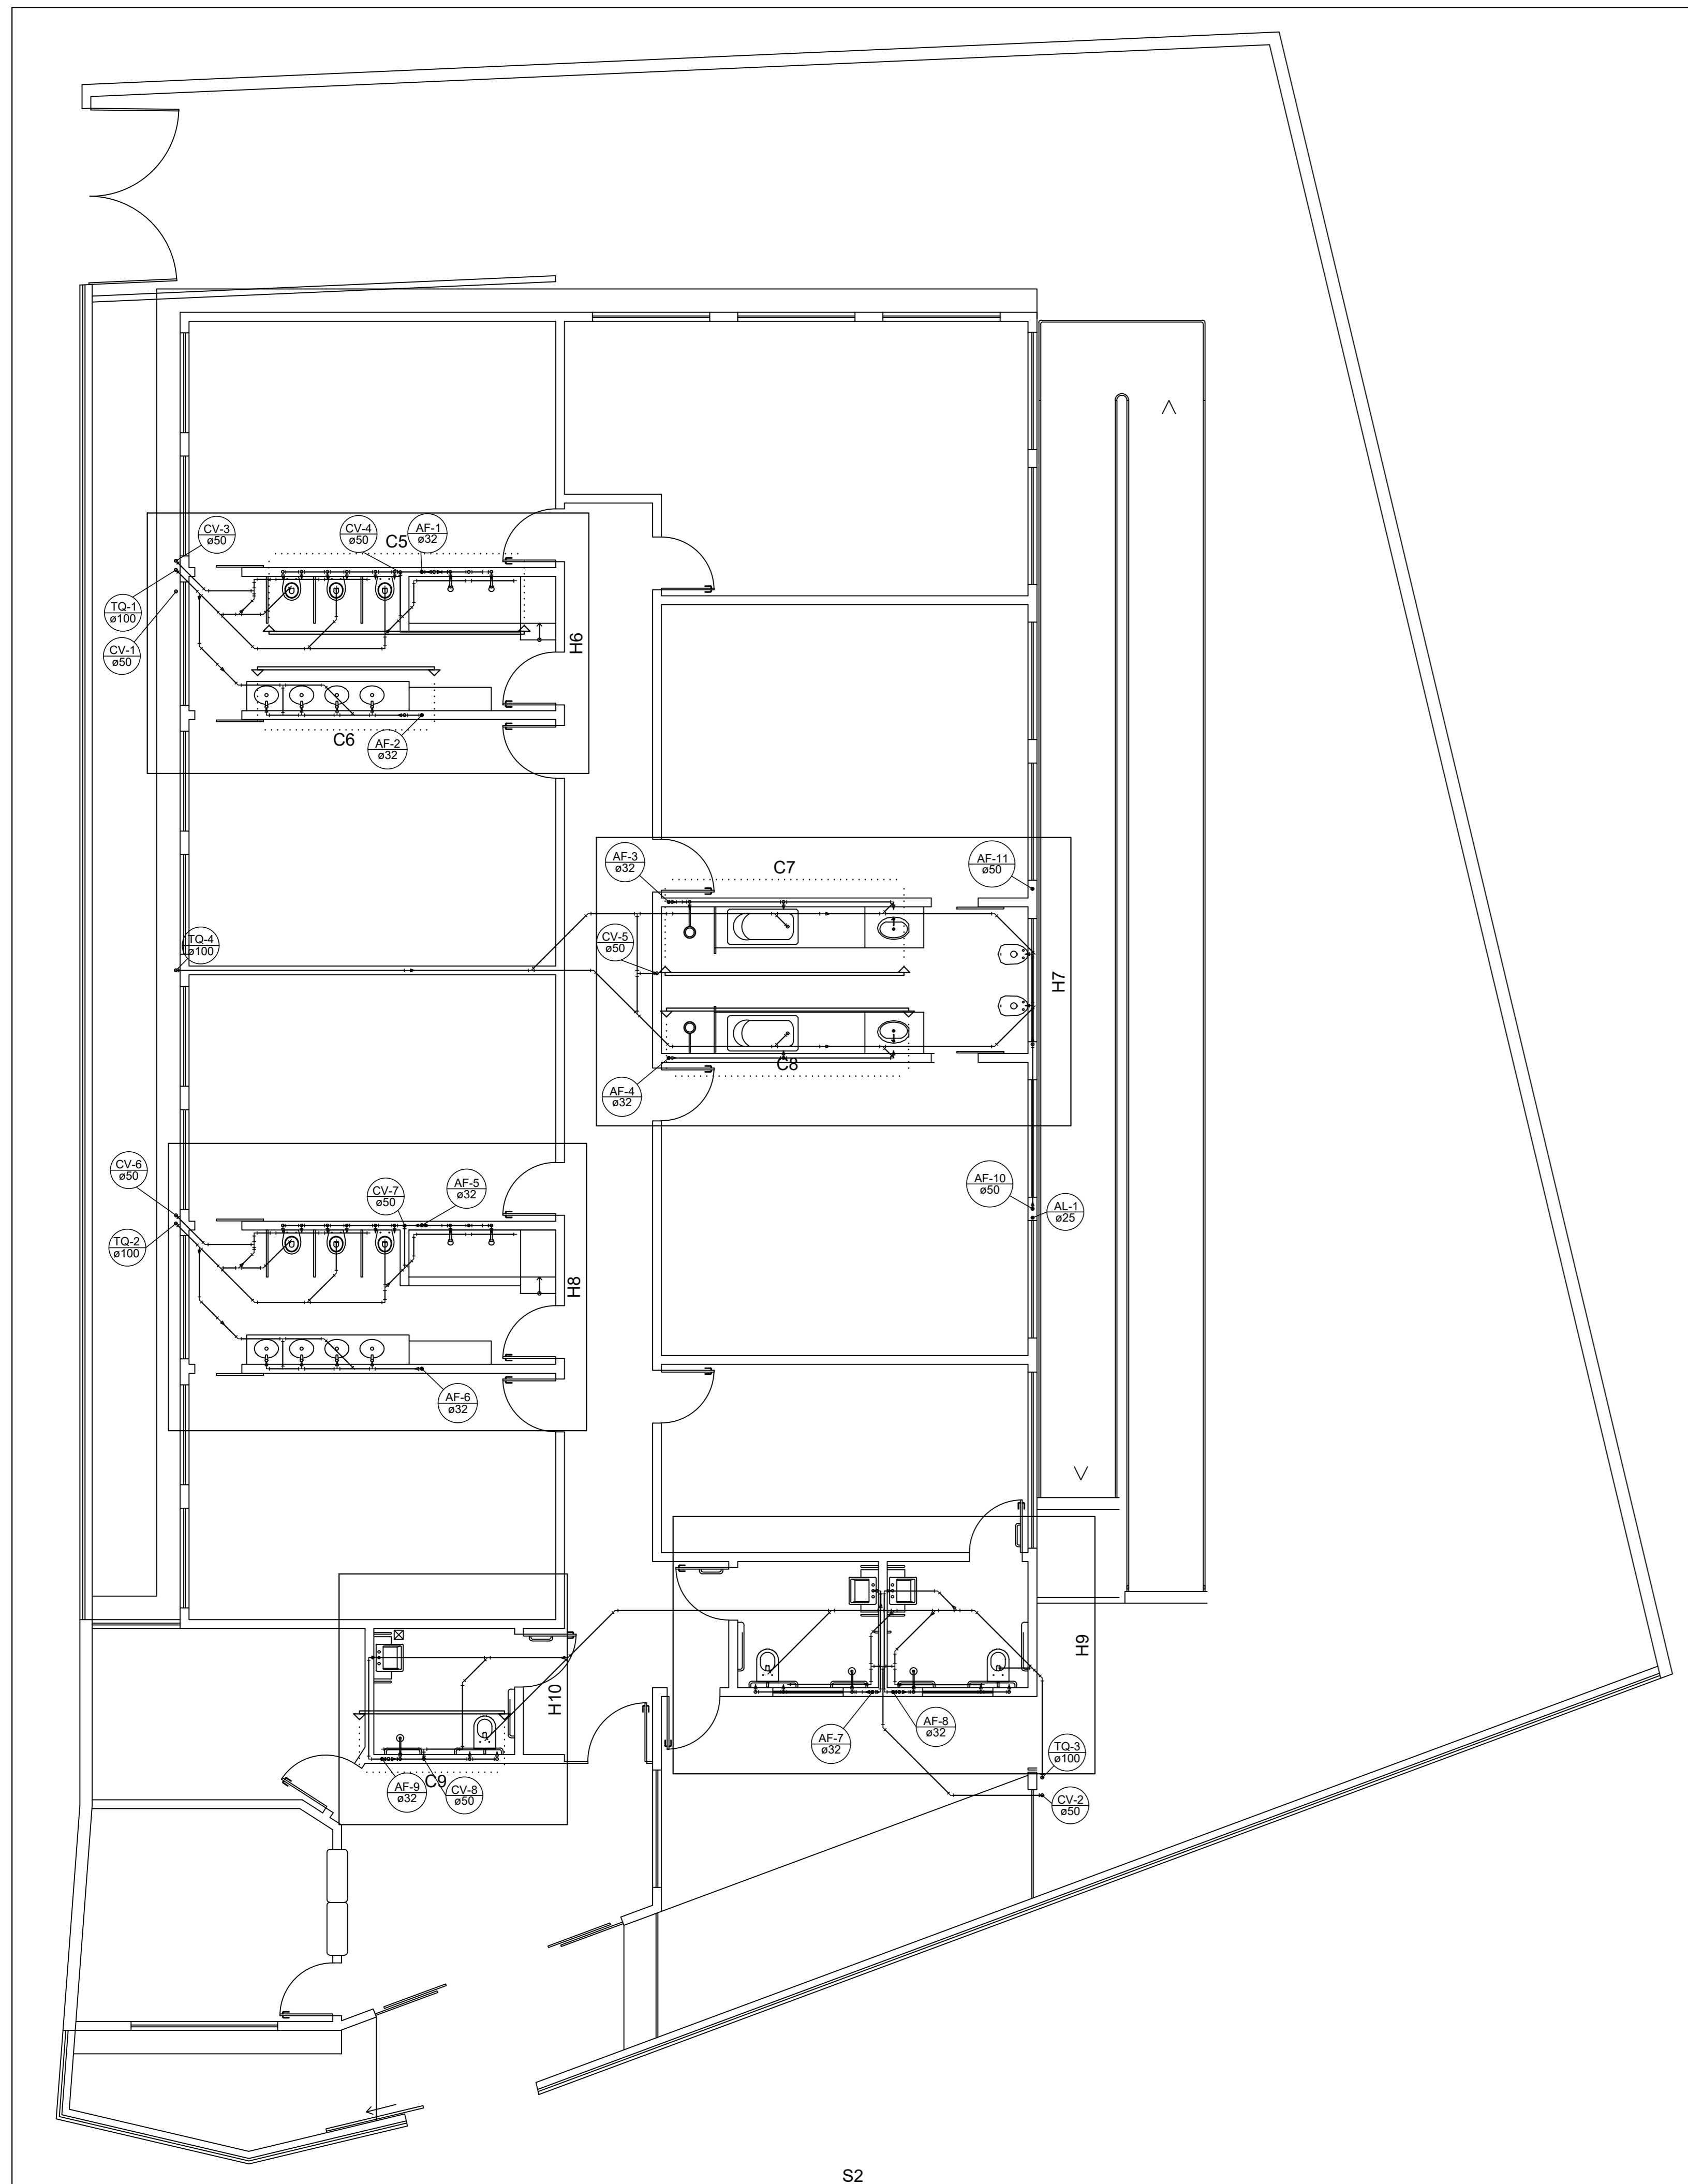 CV-3
ø50
CV-4
ø50
C5
AF-1
ø32
TQ-1
ø100
CV-1
ø50
H6
C6
AF-2
ø32
AF-3
ø32
C7
AF-11
ø50
TQ-4
ø100
CV-5
ø50
H7
C8
AF-4
ø32
CV-6
ø50
CV-7
ø50
AF-5
ø32
AF-10
ø50
AL-1
ø25
TQ-2
ø100
H8
AF-6
ø32
H9
H10
AF-7
ø32
AF-8
ø32
TQ-3
ø100
C9
AF-9
ø32
CV-8
ø50
CV-2
ø50
S2